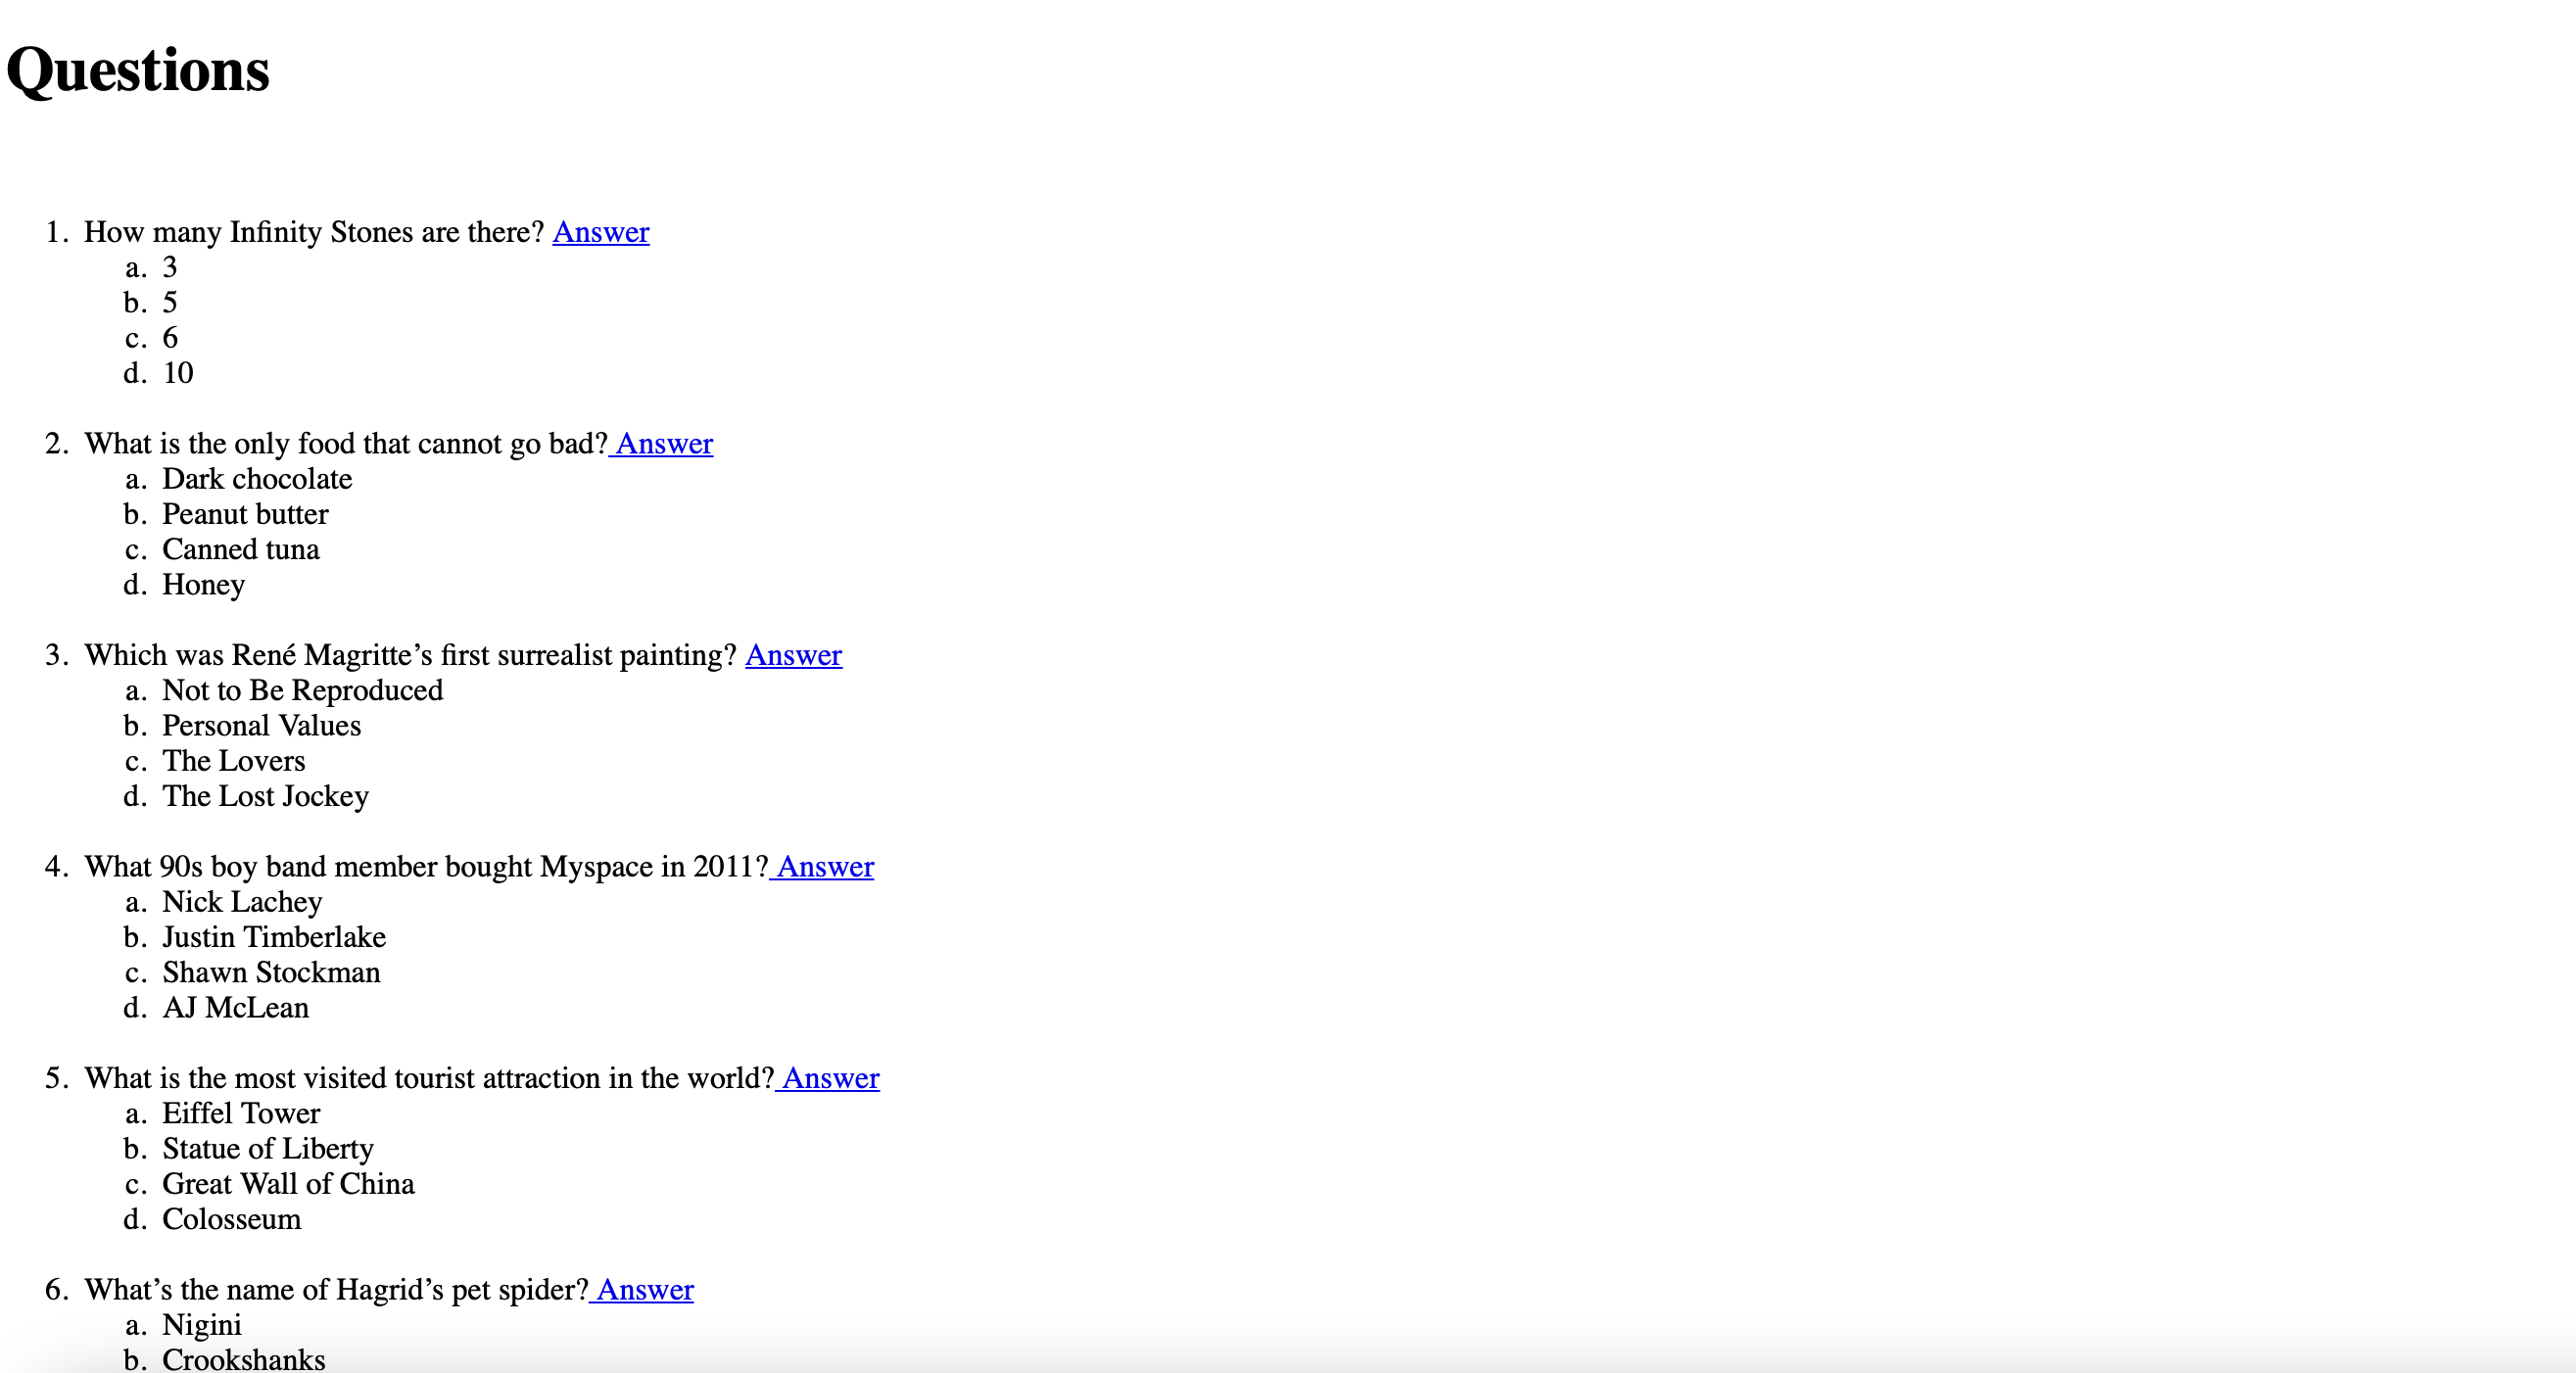 Questions
1. How many Infinity Stones are there? Answer
a. 3
b. 5
c. 6
d. 10
2. What is the only food that cannot go bad? Answer
a. Dark chocolate
b. Peanut butter
c. Canned tuna
d. Honey
3. Which was René Magritte’s first surrealist painting? Answer
a. Not to Be Reproduced
b. Personal Values
c. The Lovers
d. The Lost Jockey
4. What 90s boy band member bought Myspace in 2011? Answer
a. Nick Lachey
b. Justin Timberlake
c. Shawn Stockman
d. AJ McLean
5. What is the most visited tourist attraction in the world? Answer
a. Eiffel Tower
b. Statue of Liberty
c. Great Wall of China
d. Colosseum
6. What’s the name of Hagrid’s pet spider? Answer
a. Nigini
b. Crookshanks